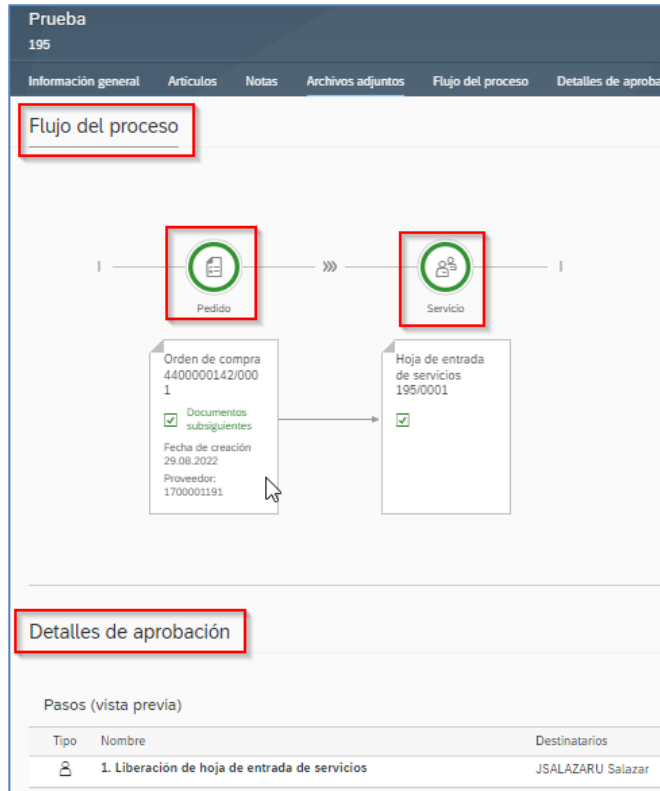 Prueba
195
Información general Artículos Notas Archivos adjuntos Flujo del proceso Detalles de aproba
Flujo del proceso
Pedido Servicio
Orden de compra
4400000142/000
1
Documentos
subsiguientes
Fecha de creación
29.08.2022
Proveedor:
1700001191
Hoja de entrada
de servicios
195/0001
Detalles de aprobación
Pasos (vista previa)
Tipo Nombre Destinatarios
1. Liberación de hoja de entrada de servicios JSALAZARU Salazar